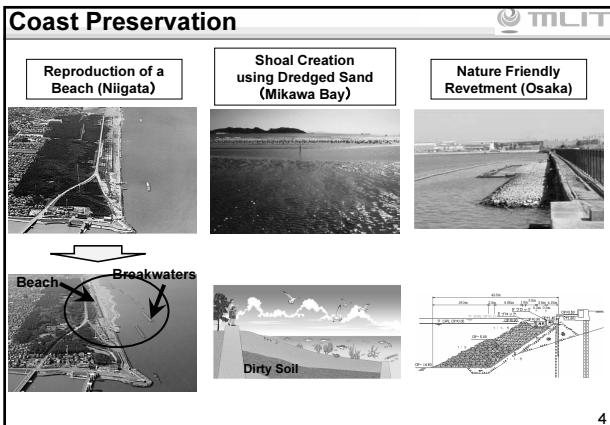 Coast Preservation
MLIT
Reproduction of a
Beach (Niigata)
Shoal Creation
using Dredged Sand
(Mikawa Bay)
Nature Friendly
Revetment (Osaka)
Beach
Breakwaters
Dirty Soil
4